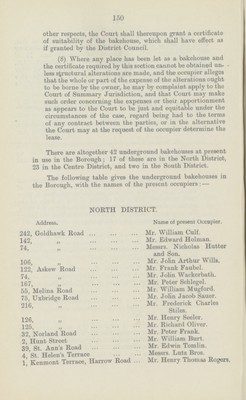 150
other respects, the Court shall thereupon grant a certificate
of suitability of the bakehouse, which shall have effect as
if granted by the District Council.
(8) Where any place has been let as a bakehouse and
the certificate required by this section cannot be obtained un-
less structural alterations are made, and the occupier alleges
that the whole or part of the expense of the alterations ought
to be borne by the owner, he may by complaint apply to the
Court of Summary Jurisdiction, and that Court may make
such order concerning the expenses or their apportionment
as appears to the Court to be just and equitable under the
circumstances of the case, regard being had to the terms
of any contract between the parties, or in the alternative
the Court may at the request of the occupier determine the
lease.
There are altogether 42 underground bakehouses at present
in use in the Borough; 17 of these are in the North District,
23 in the Centre District, and two in the South District.
The following table gives the underground bakehouses in
the Borough, with the names of the present occupiers:—
NORTH DISTRICT.
Address. Name of present Occupier.
242, Goldhawk Road ... ... ... Mr. William Cull.
142, „ ... ... ... Mr. Edward Holman.
74, „ ... ... ... Messrs. Nicholas Hutter
and Son.
106, „ ... ... ... Mr. John Arthur Wills.
122, Askew Road ... ... ... Mr. Frank Faubel.
74, „ ... ... ... Mr. John Wackerbath.
167, „ ... ... ... Mr. Peter Schlegel.
59, Melina Road ... ... ... Mr. William Mugford.
75, Uxbridge Road ... ... ... Mr. John Jacob Sauer.
216, „ ... ... ... Mr. Frederick Charles
Stiles.
126, „ ... ... ... Mr. Henry Seeler.
125, „ ... ... ... Mr. Richard Oliver.
32, Norland Road ... ... ... Mr. Peter Frank.
2, Hunt Street ... ... ... Mr. William Burt.
39, St. Ann's Road ... ... ... Mr. Edwin Tomlin.
4, St. Helen's Terrace ... ... ... Messrs. Lutz Bros.
1, Kenmont Terrace, Harrow Road ... Mr. Henry Thomas Rogers.